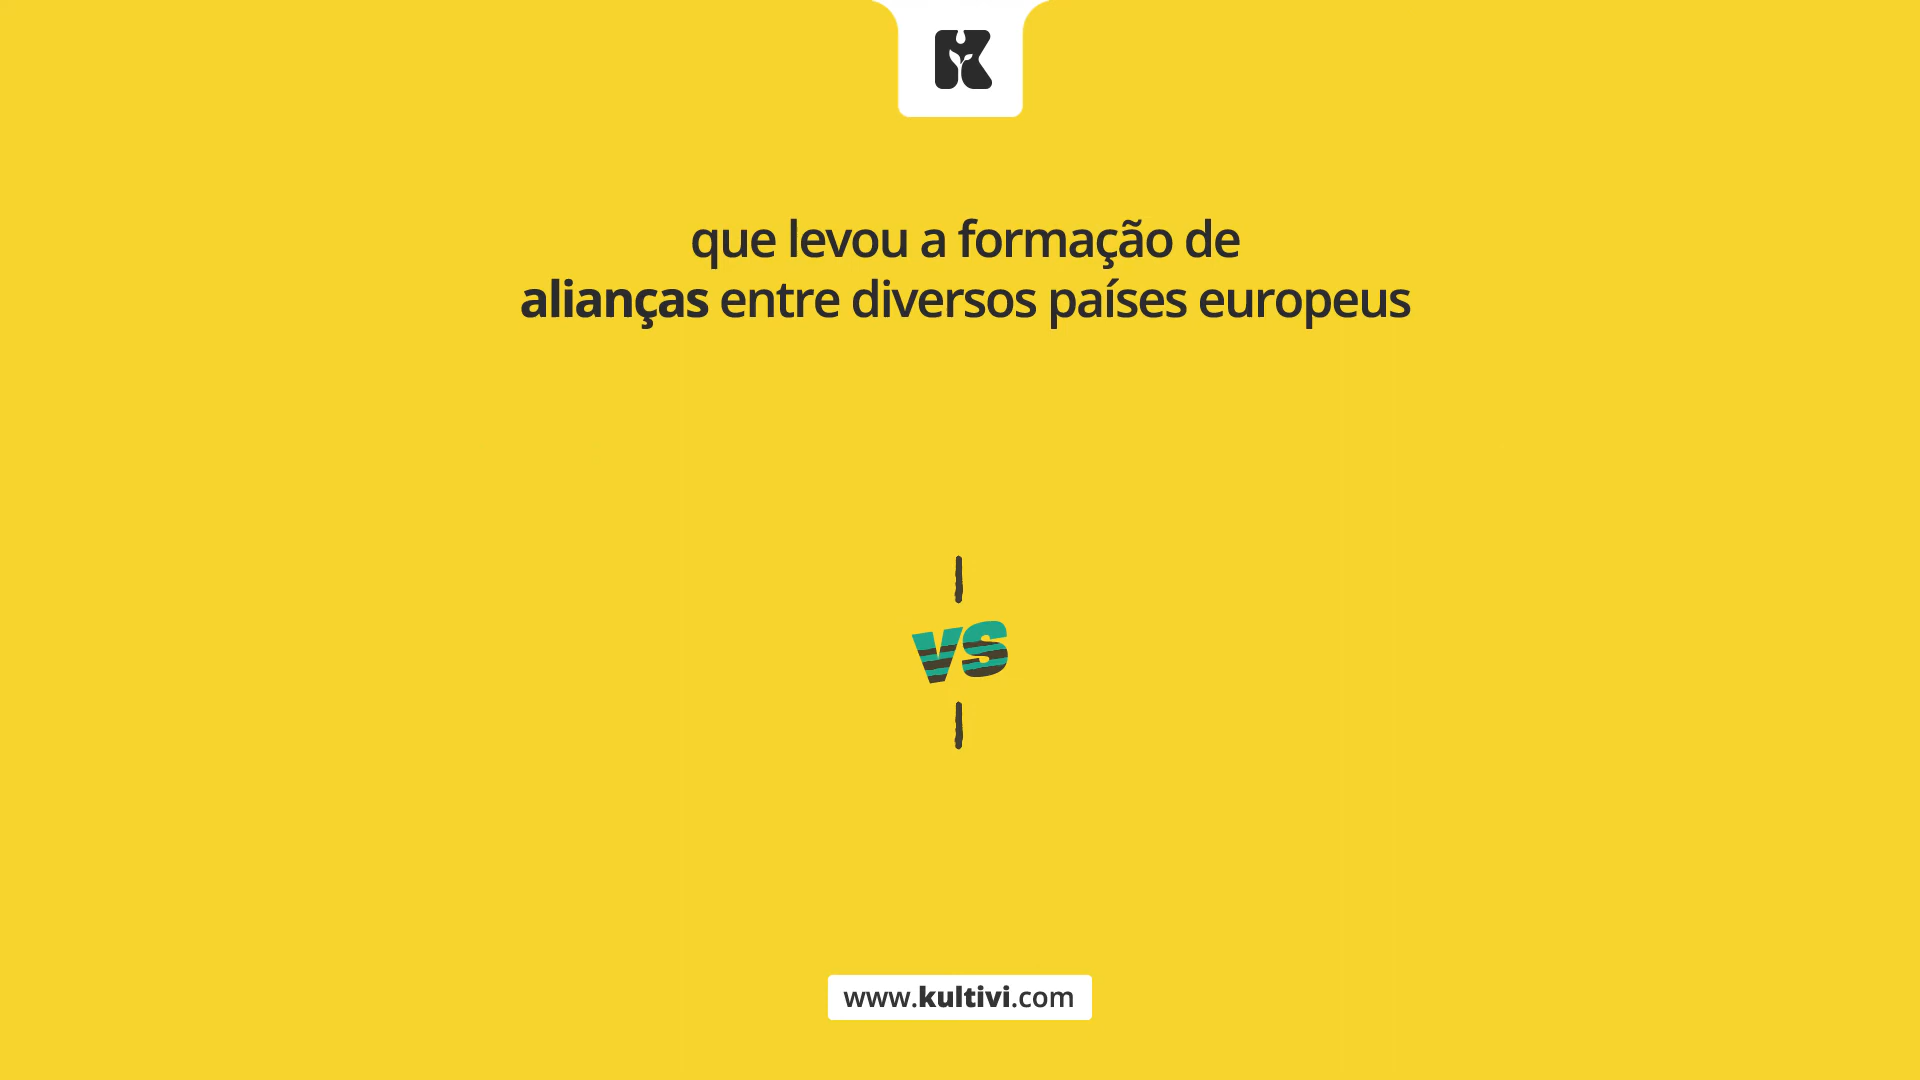 que levou a formação de
alianças entre diversos países europeus
vs
www.kultivi.com